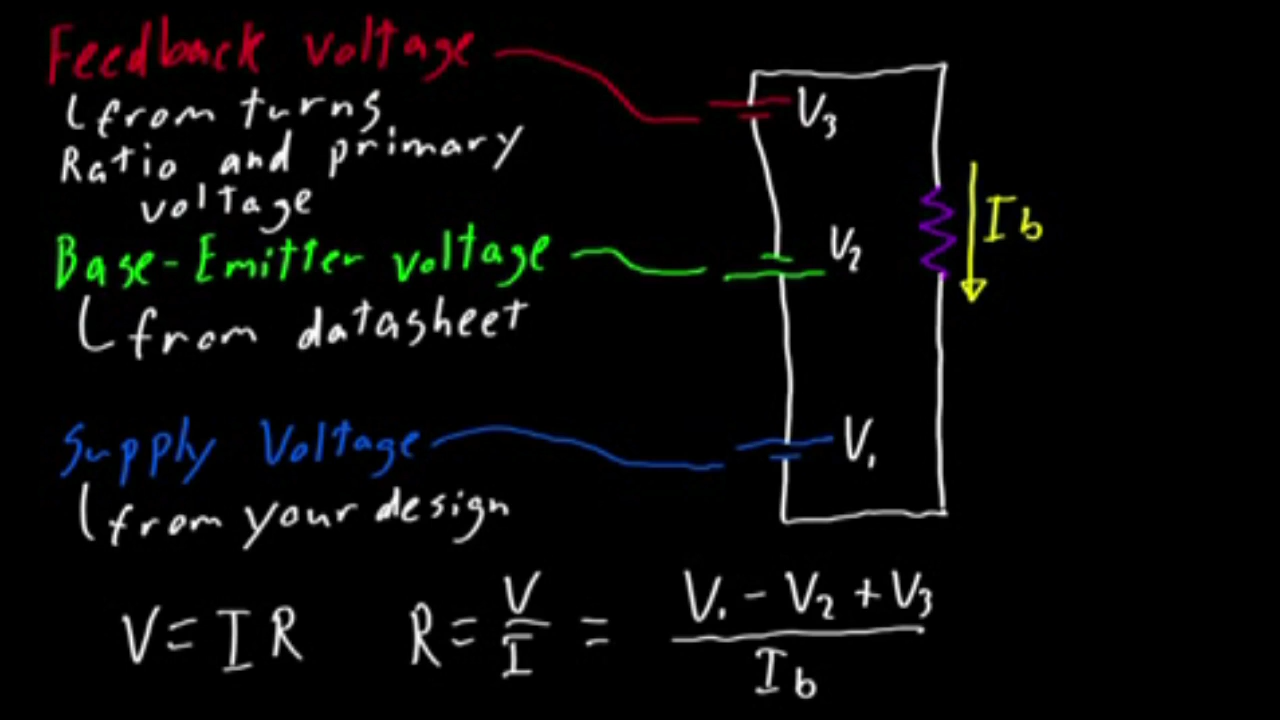 Feedback voltage
from turns
Ratio and primary
voltage
Base-Emitter voltage
from datasheet
Supply Voltage
from your design
V3
V2
V1
Ib
V = I R
R = V/I = V1 - V2 + V3 / Ib